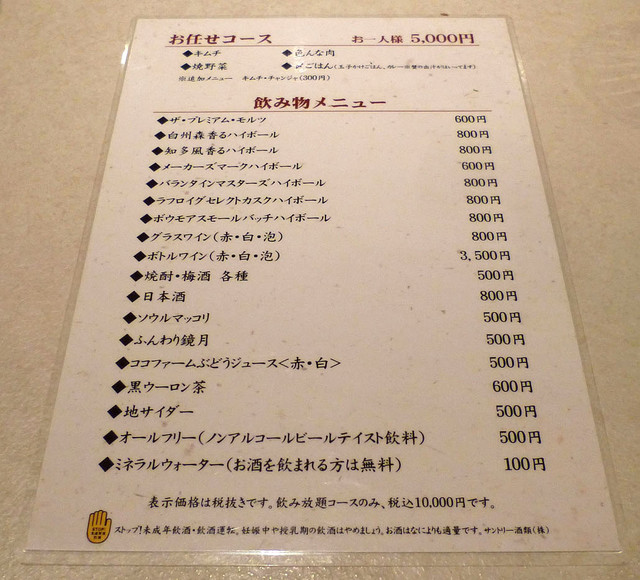 お任せコース お一人様 5,000円
◆キムチ ◆色んな肉
◆焼野菜 ◆〆ごはん(玉子かけごはん、カレー
※追加メニュー キムチ・チャンジャ(300円)
飲み物メニュー
◆ザ・プレミアム・モルツ 600円
◆白州森香るハイボール 800円
◆知多風香るハイボール 800円
◆メーカーズマークハイボール 600円
◆バランタインマスターズハイボール 800円
◆ラフロイグセレクトカスクハイボール 800円
◆ボウモアスモールバッチハイボール 800円
◆グラスワイン(赤・白・泡) 800円
◆ボトルワイン(赤・白・泡) 3,500円
◆焼酎・梅酒 各種 500円
◆日本酒 800円
◆ソウルマッコリ 500円
◆ふんわり鏡月 500円
◆ココファームぶどうジュース<赤・白> 500円
◆黒ウーロン茶 600円
◆地サイダー 500円
◆オールフリー(ノンアルコールビールテイスト飲料) 500円
◆ミネラルウォーター(お酒を飲まれる方は無料) 100円
表示価格は税抜きです。飲み放題コースのみ、税込10,000円です。
ストップ!未成年飲酒・飲酒運転。妊娠中や授乳期の飲酒はやめましょう。お酒はなによりも適量です。サントリー酒類(株)